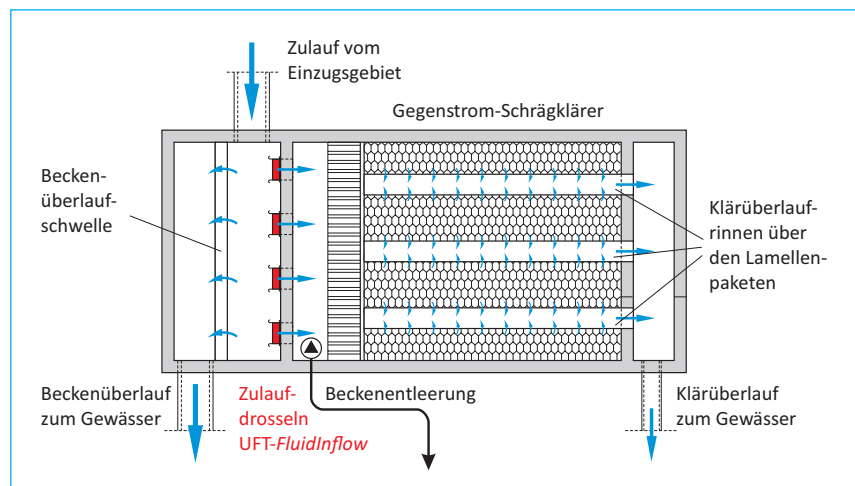 Zulauf vom
Einzugsgebiet
Gegenstrom-Schrägklärer
Becken-
überlauf-
schwelle
Klärüberlauf-
rinnen über
den Lamellen-
paketen
Beckenüberlauf
zum Gewässer
Zulauf-
drosseln
UFT-FluidInflow
Beckenentleerung
Klärüberlauf
zum Gewässer